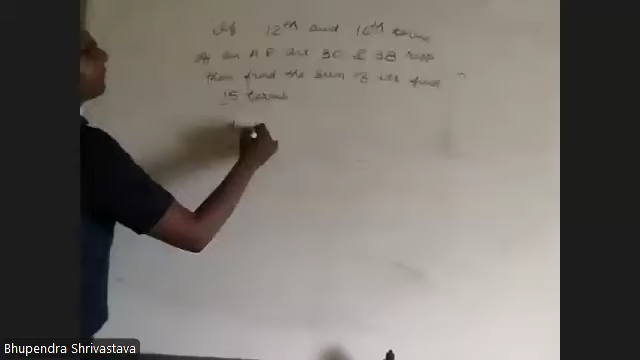 If 12th and 16th terms
of an A P are 30 & 38 resp
then find the sum of its first
15 terms
Bhupendra Shrivastava